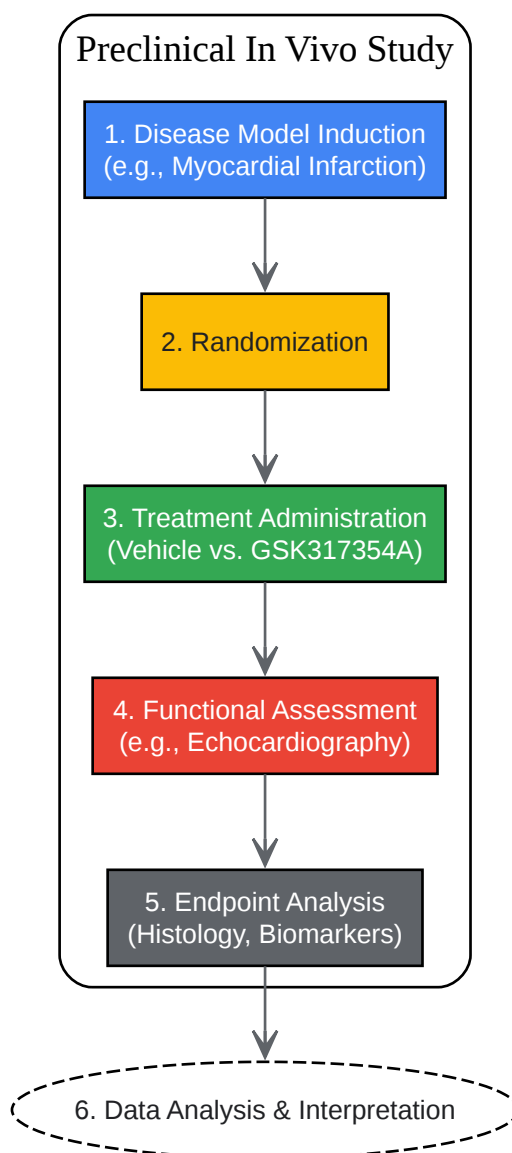 Preclinical In Vivo Study
1. Disease Model Induction
(e.g., Myocardial Infarction)
2. Randomization
3. Treatment Administration
(Vehicle vs. GSK317354A)
4. Functional Assessment
(e.g., Echocardiography)
5. Endpoint Analysis
(Histology, Biomarkers)
6. Data Analysis & Interpretation